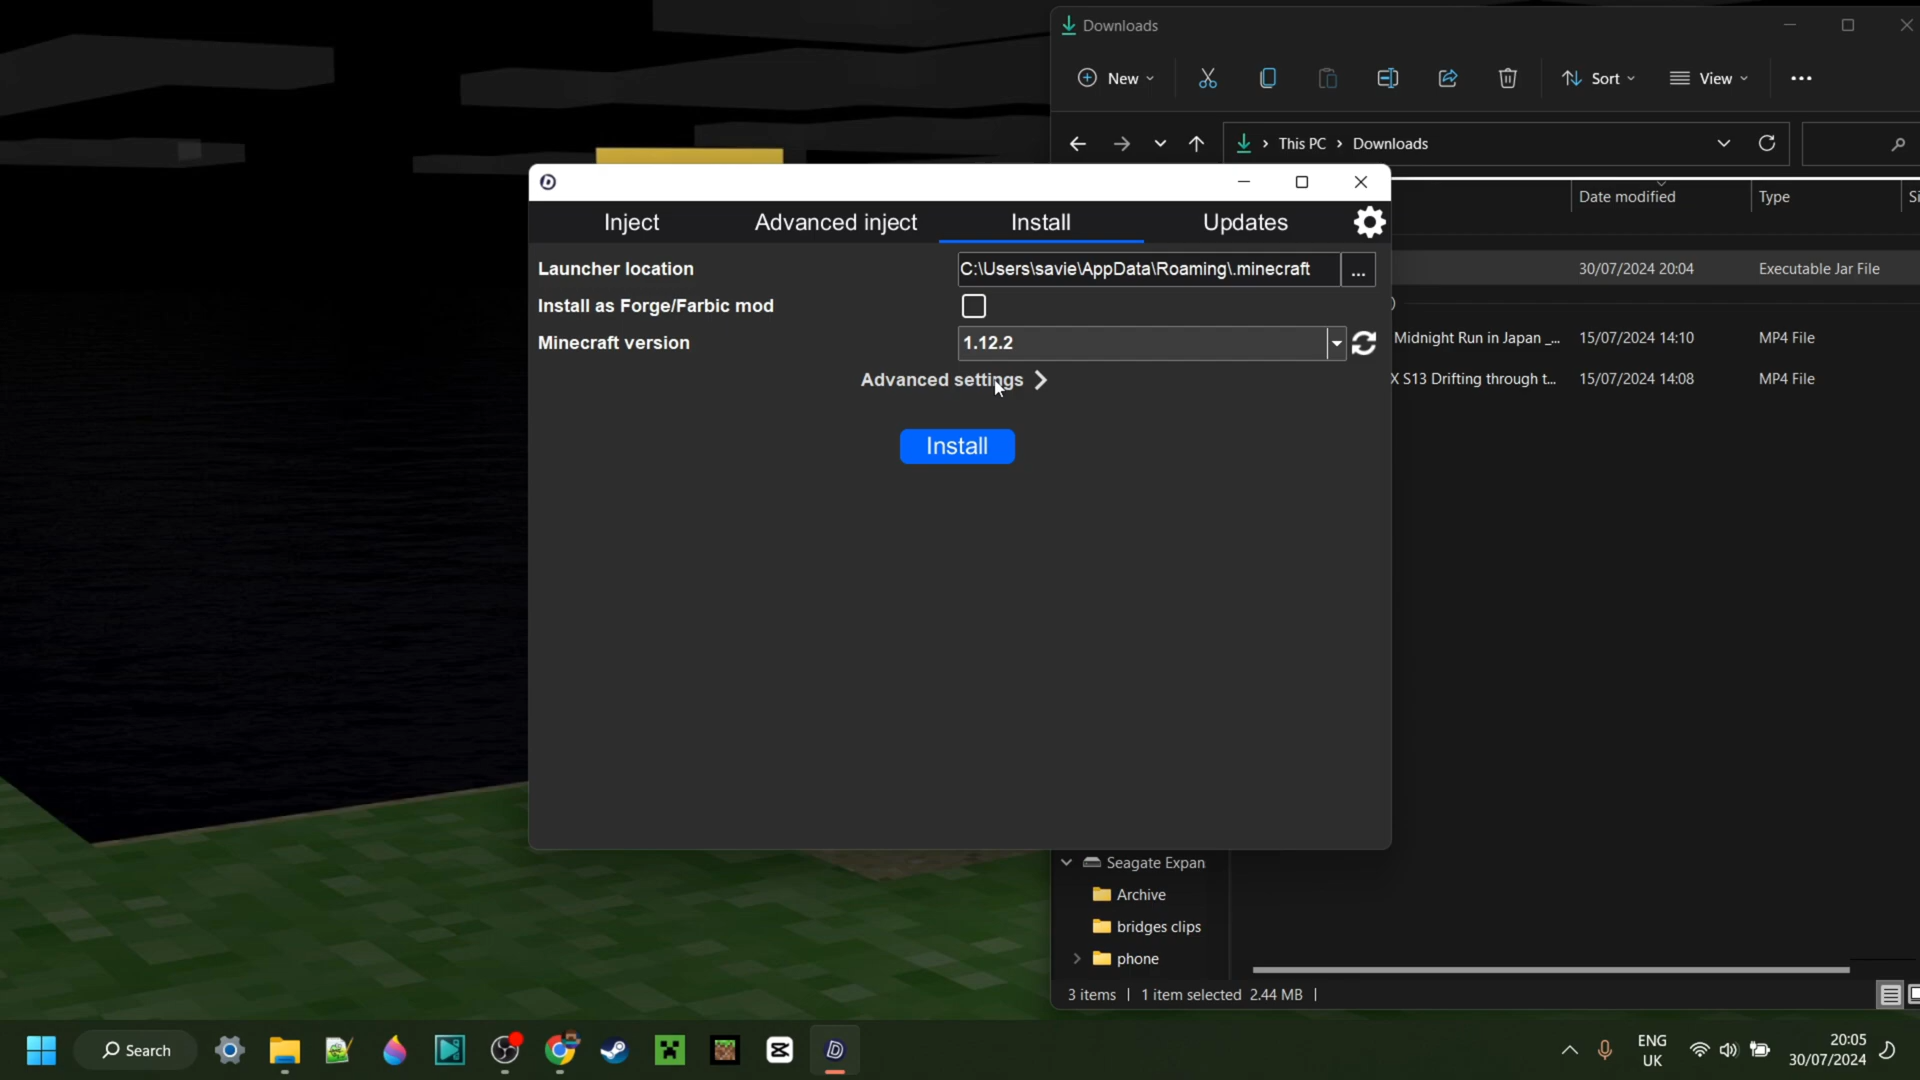 Downloads
New
Sort
View
This PC
Downloads
Inject
Advanced inject
Install
Updates
Date modified
Type
Launcher location
C:\Users\savie\AppData\Roaming\.minecraft
...
30/07/2024 20:04
Executable Jar File
Install as Forge/Farbic mod
Minecraft version
1.12.2
Midnight Run in Japan _...
15/07/2024 14:10
MP4 File
Advanced settings
X S13 Drifting through t...
15/07/2024 14:08
MP4 File
Install
Seagate Expan
Archive
bridges clips
phone
3 items
1 item selected 2.44 MB
Search
ENG
UK
20:05
30/07/2024